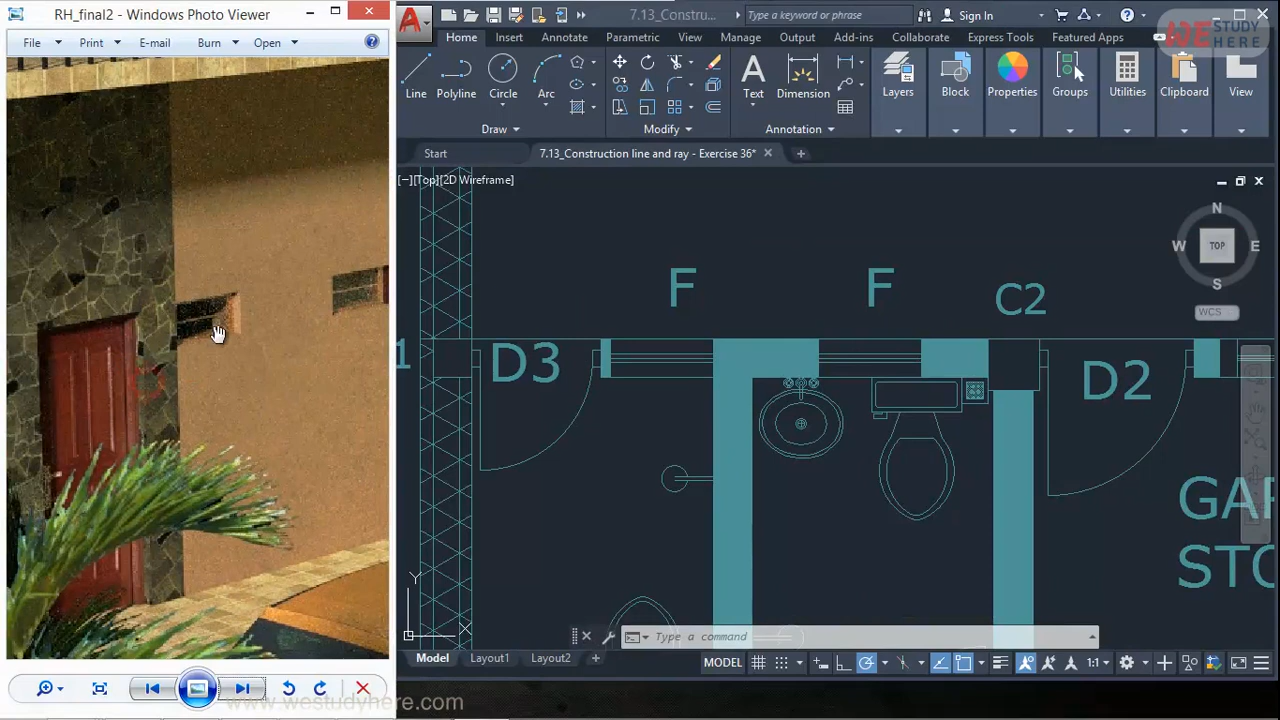 RH_final2 - Windows Photo Viewer
File Print E-mail Burn Open
7.13_Constru... Type a keyword or phrase Sign In
WE STUDY HERE
Home Insert Annotate Parametric View Manage Output Add-ins Collaborate Express Tools Featured Apps
Line Polyline Circle Arc Text Dimension Layers Block Properties Groups Utilities Clipboard View
Draw Modify Annotation
Start 7.13_Construction line and ray - Exercise 36*
[−][Top][2D Wireframe]
N
W TOP E
S
WCS
F F C2
1 D3 D2
GAR
STO
Y
X
Type a command
Model Layout1 Layout2
MODEL 1:1
www.westudyhere.com